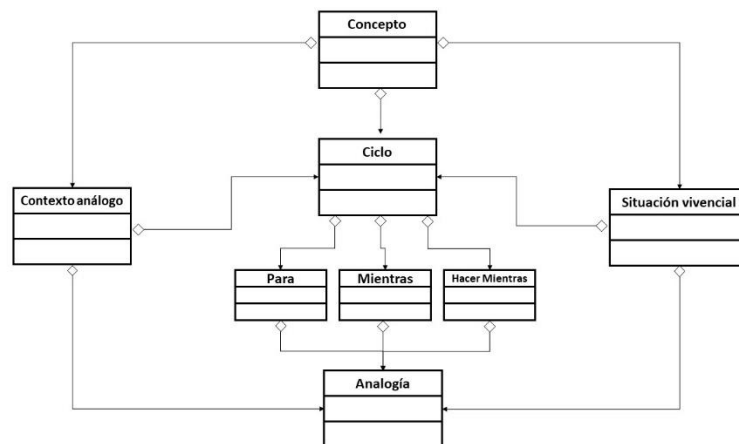 Concepto
Ciclo
Contexto análogo
Situación vivencial
Para
Mientras
Hacer Mientras
Analogía